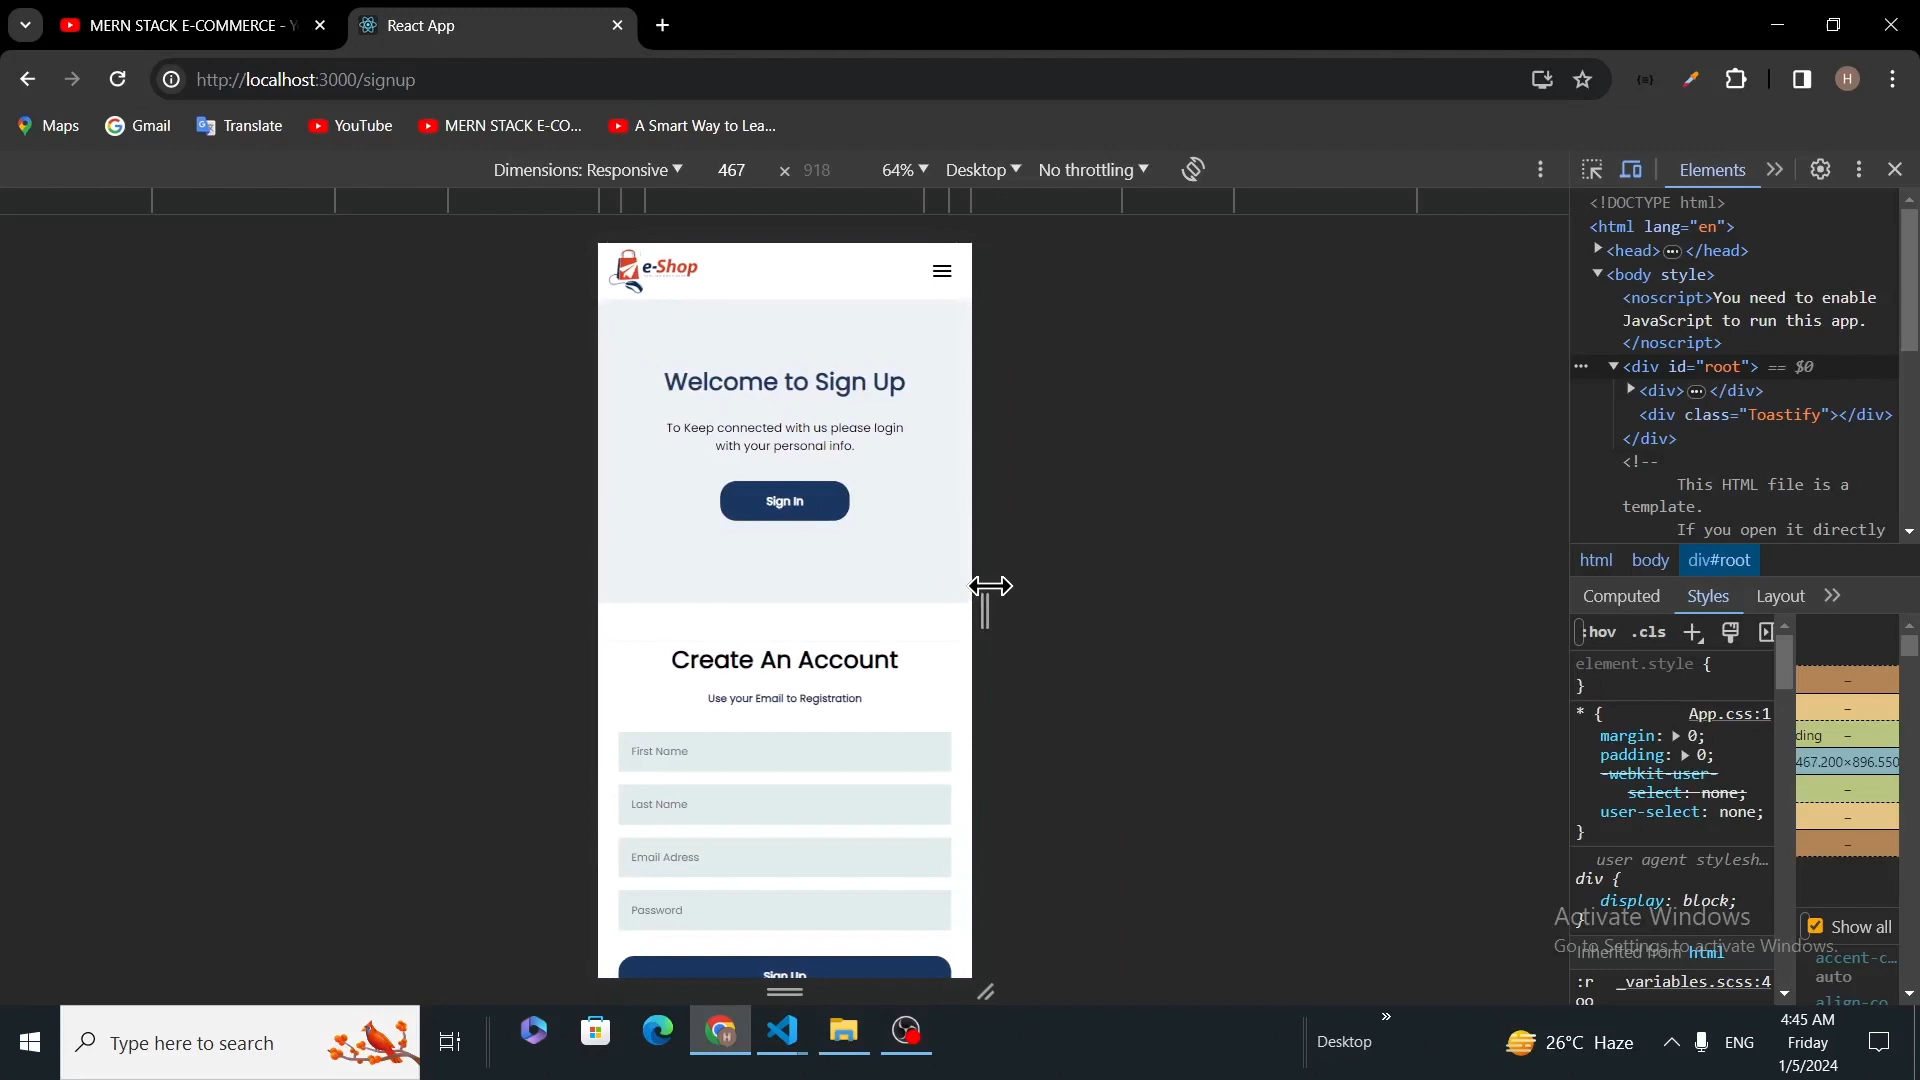 MERN STACK E-COMMERCE - Y
React App
http://localhost:3000/signup
H
Maps
Gmail
Translate
YouTube
MERN STACK E-CO...
A Smart Way to Lea...
Dimensions: Responsive
467
×
918
64%
Desktop
No throttling
Elements
<!DOCTYPE html>
<html lang="en">
<head> ••• </head>
<body style>
<noscript>You need to enable
JavaScript to run this app.
</noscript>
••• <div id="root"> == $0
<div> ••• </div>
<div class="Toastify"></div>
</div>
<!--
This HTML file is a
template.
If you open it directly
html
body
div#root
Computed
Styles
Layout
:hov
.cls
element.style {
}
* {
App.css:1
margin: 0;
padding: 0;
-webkit-user-
select: none;
user-select: none;
}
user agent stylesh…
div {
display: block;
}
Inherited from html
:r
oo
_variables.scss:4
ding
467.200×896.550
Show all
accent-c…
auto
align-co
e-Shop
Welcome to Sign Up
To Keep connected with us please login
with your personal info.
Sign In
Create An Account
Use your Email to Registration
First Name
Last Name
Email Adress
Password
Sign Up
Activate Windows
Go to Settings to activate Windows.
Type here to search
H
Desktop
26°C Haze
ENG
4:45 AM
Friday
1/5/2024